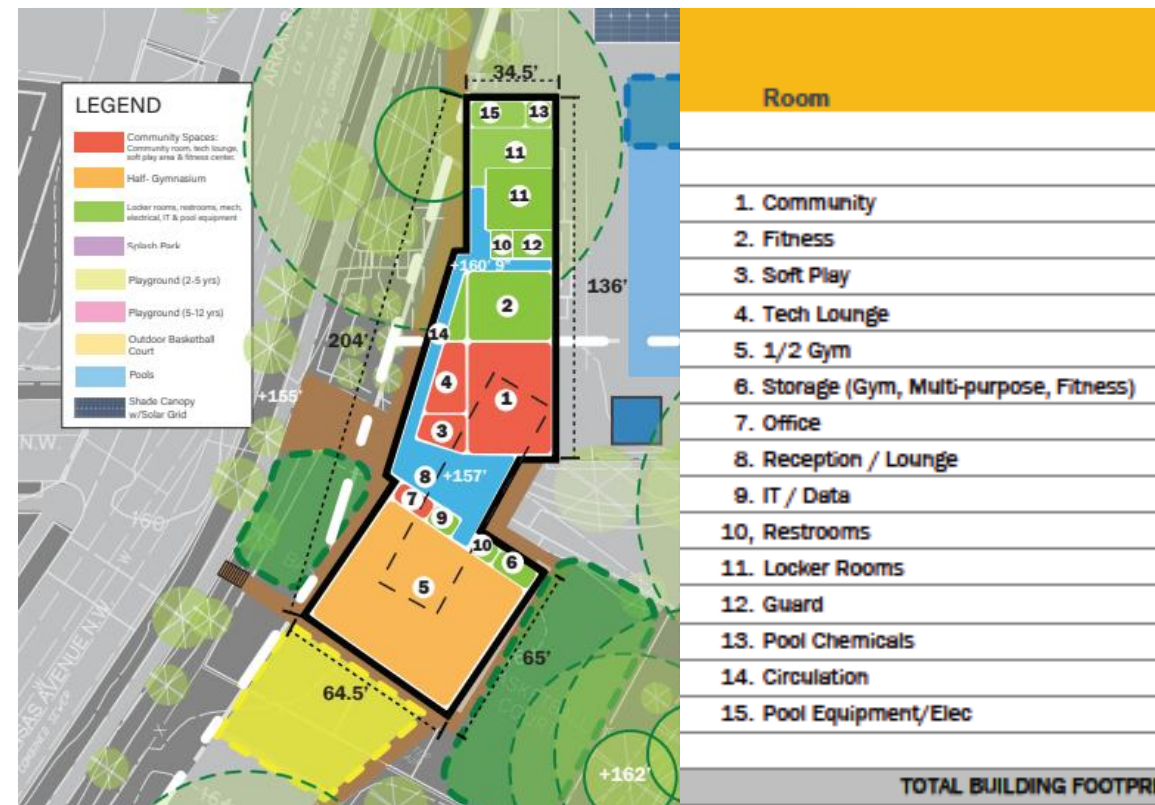 34.5'
LEGEND
Community Spaces:
Community room, tech lounge,
soft play area & fitness center.
Half- Gymnasium
Locker rooms, restrooms, mech,
electrical, IT & pool equipment
Splash Park
Playground (2-5 yrs)
Playground (5-12 yrs)
Outdoor Basketball
Court
Pools
Shade Canopy
w/Solar Grid
15
13
11
11
10
12
+160' 9"
2
136'
14
204'
4
1
3
+155'
N.W.
8
+157'
7
9
10
6
5
160
65'
64.5'
AVENUE N.W.
+162'
+164
Room
1. Community
2. Fitness
3. Soft Play
4. Tech Lounge
5. 1/2 Gym
6. Storage (Gym, Multi-purpose, Fitness)
7. Office
8. Reception / Lounge
9. IT / Data
10, Restrooms
11. Locker Rooms
12. Guard
13. Pool Chemicals
14. Circulation
15. Pool Equipment/Elec
TOTAL BUILDING